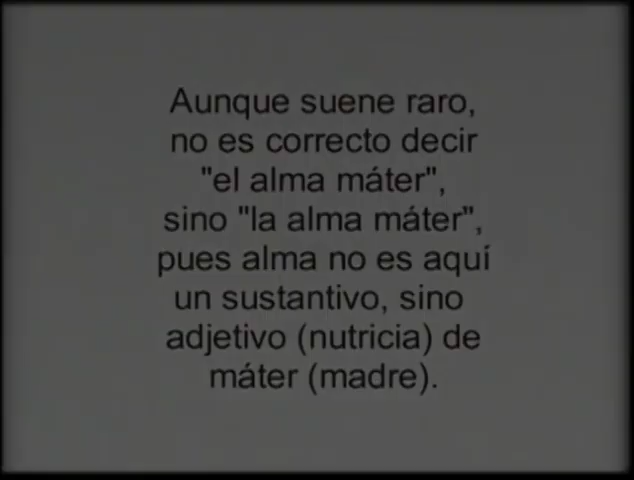 Aunque suene raro,
no es correcto decir
"el alma máter",
sino "la alma máter",
pues alma no es aquí
un sustantivo, sino
adjetivo (nutricia) de
máter (madre).